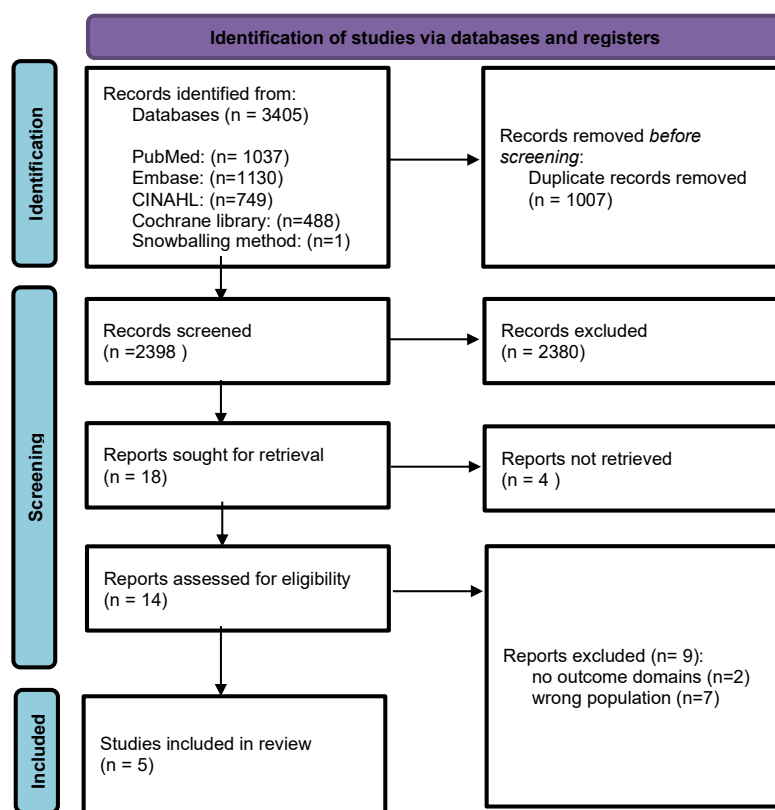 Identification of studies via databases and registers
Identification
Records identified from:
Databases (n = 3405)
PubMed: (n= 1037)
Embase: (n=1130)
CINAHL: (n=749)
Cochrane library: (n=488)
Snowballing method: (n=1)
Records removed before
screening:
Duplicate records removed
(n = 1007)
Screening
Records screened
(n =2398 )
Records excluded
(n = 2380)
Reports sought for retrieval
(n = 18)
Reports not retrieved
(n = 4 )
Reports assessed for eligibility
(n = 14)
Reports excluded (n= 9):
no outcome domains (n=2)
wrong population (n=7)
Included
Studies included in review
(n = 5)